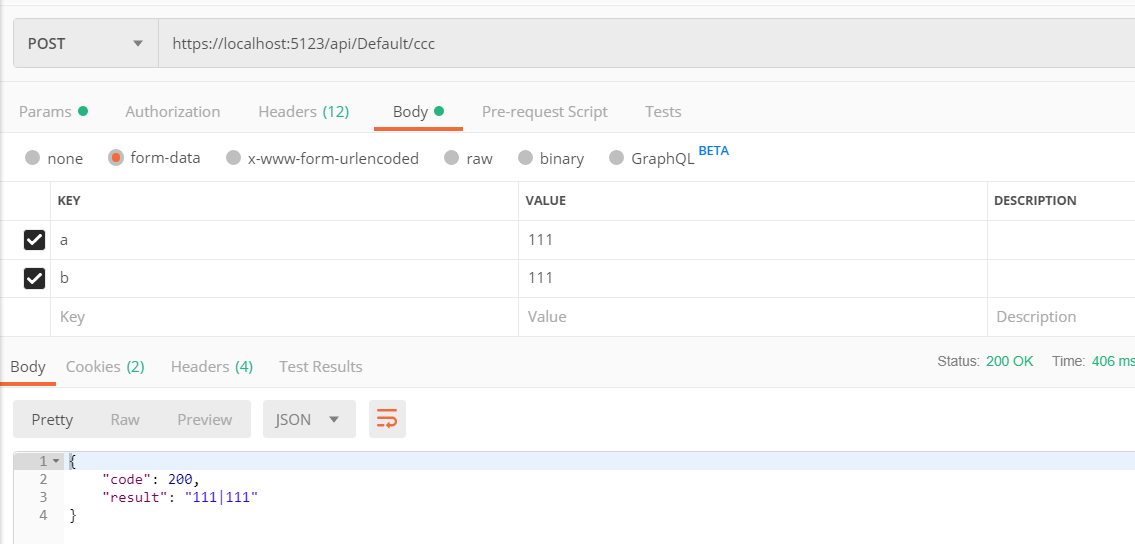 POST https://localhost:5123/api/Default/ccc
Params Authorization Headers (12) Body Pre-request Script Tests
none form-data x-www-form-urlencoded raw binary GraphQL BETA
KEY VALUE DESCRIPTION
a 111
b 111
Key Value Description
Body Cookies (2) Headers (4) Test Results Status: 200 OK Time: 406 ms
Pretty Raw Preview JSON
1 {
2 "code": 200,
3 "result": "111|111"
4 }